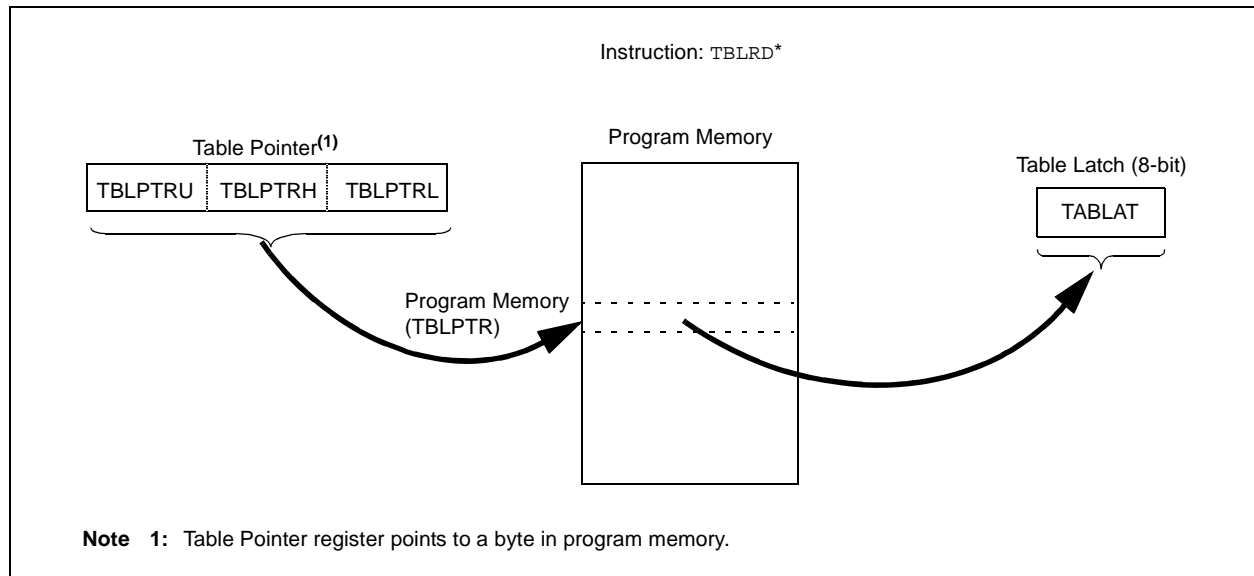 Instruction: TBLRD*
Table Pointer(1)
TBLPTRU TBLPTRH TBLPTRL
Program Memory
Table Latch (8-bit)
TABLAT
Program Memory
(TBLPTR)
Note 1: Table Pointer register points to a byte in program memory.